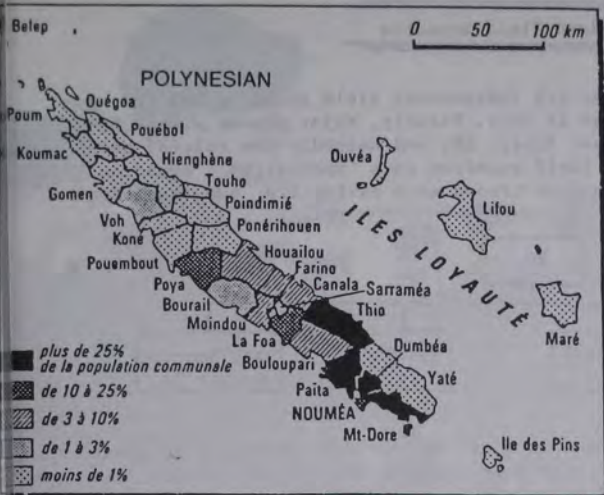 Belep
0 50 100 km
POLYNESIAN
Ouégoa
Poum
Pouébol
Koumac
Hienghène
Touho
Gomen
Poindimié
Voh
Ponérihouen
Koné
Houaïlou
Pouembout
Farino
Poya
Canala
Sarraméa
Bourail
Thio
Moindou
La Foa
Dumbéa
Bouloupari
Païta
Yaté
NOUMÉA
Mt-Dore
Ouvéa
Lifou
ILES LOYAUTÉ
Maré
Ile des Pins
plus de 25%
de la population communale
de 10 à 25%
de 3 à 10%
de 1 à 3%
moins de 1%